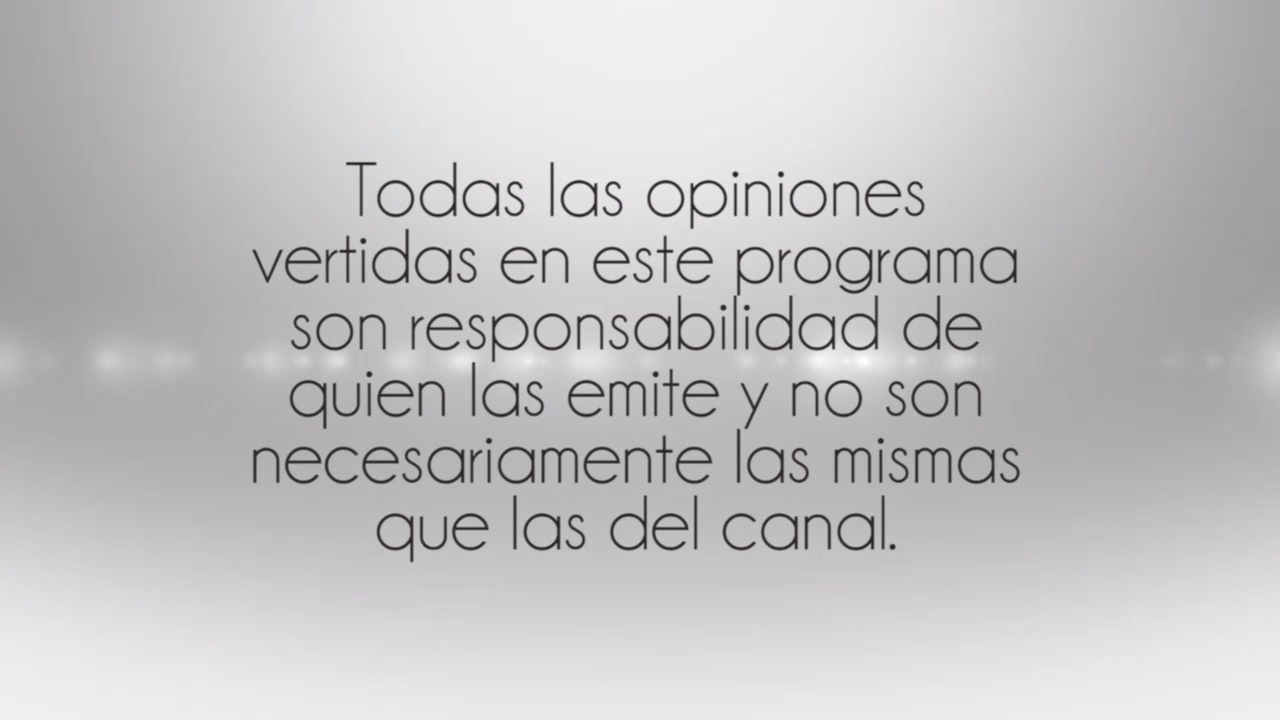 Todas las opiniones
vertidas en este programa
son responsabilidad de
quien las emite y no son
necesariamente las mismas
que las del canal.